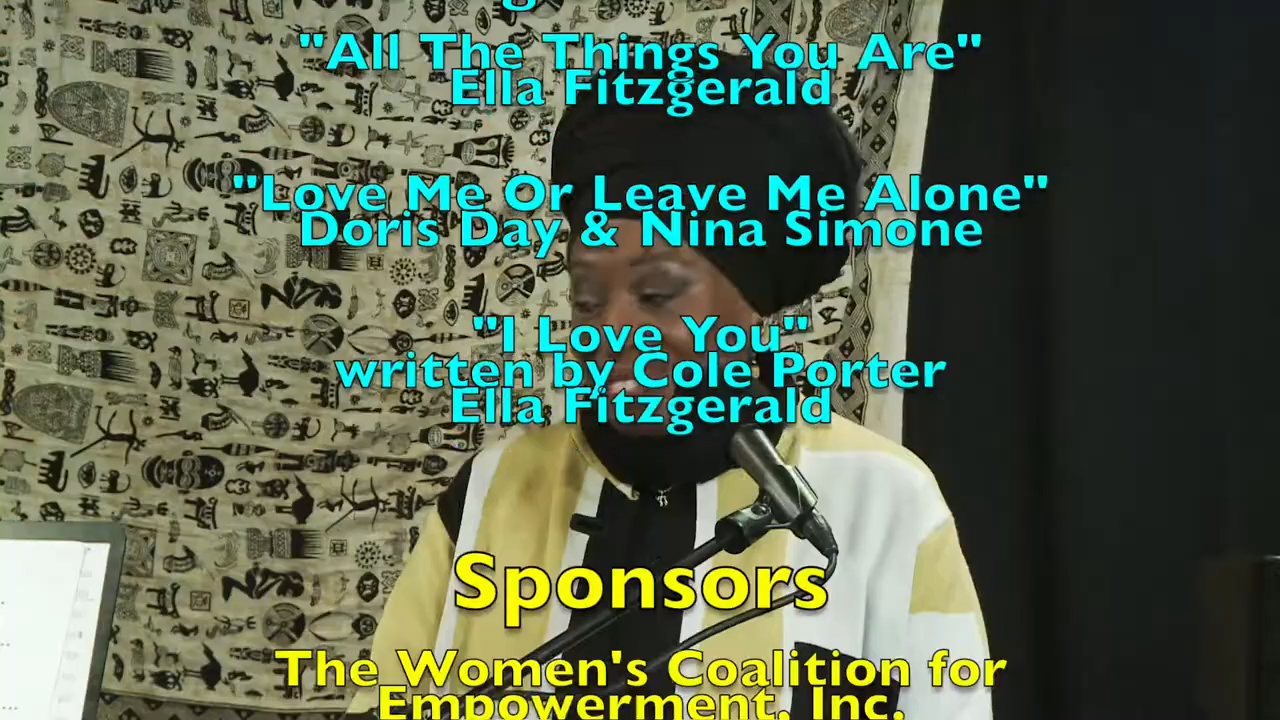 "All The Things You Are"
Ella Fitzgerald
"Love Me Or Leave Me Alone"
Doris Day & Nina Simone
"I Love You"
written by Cole Porter
Ella Fitzgerald
Sponsors
The Women's Coalition for
Empowerment, Inc.